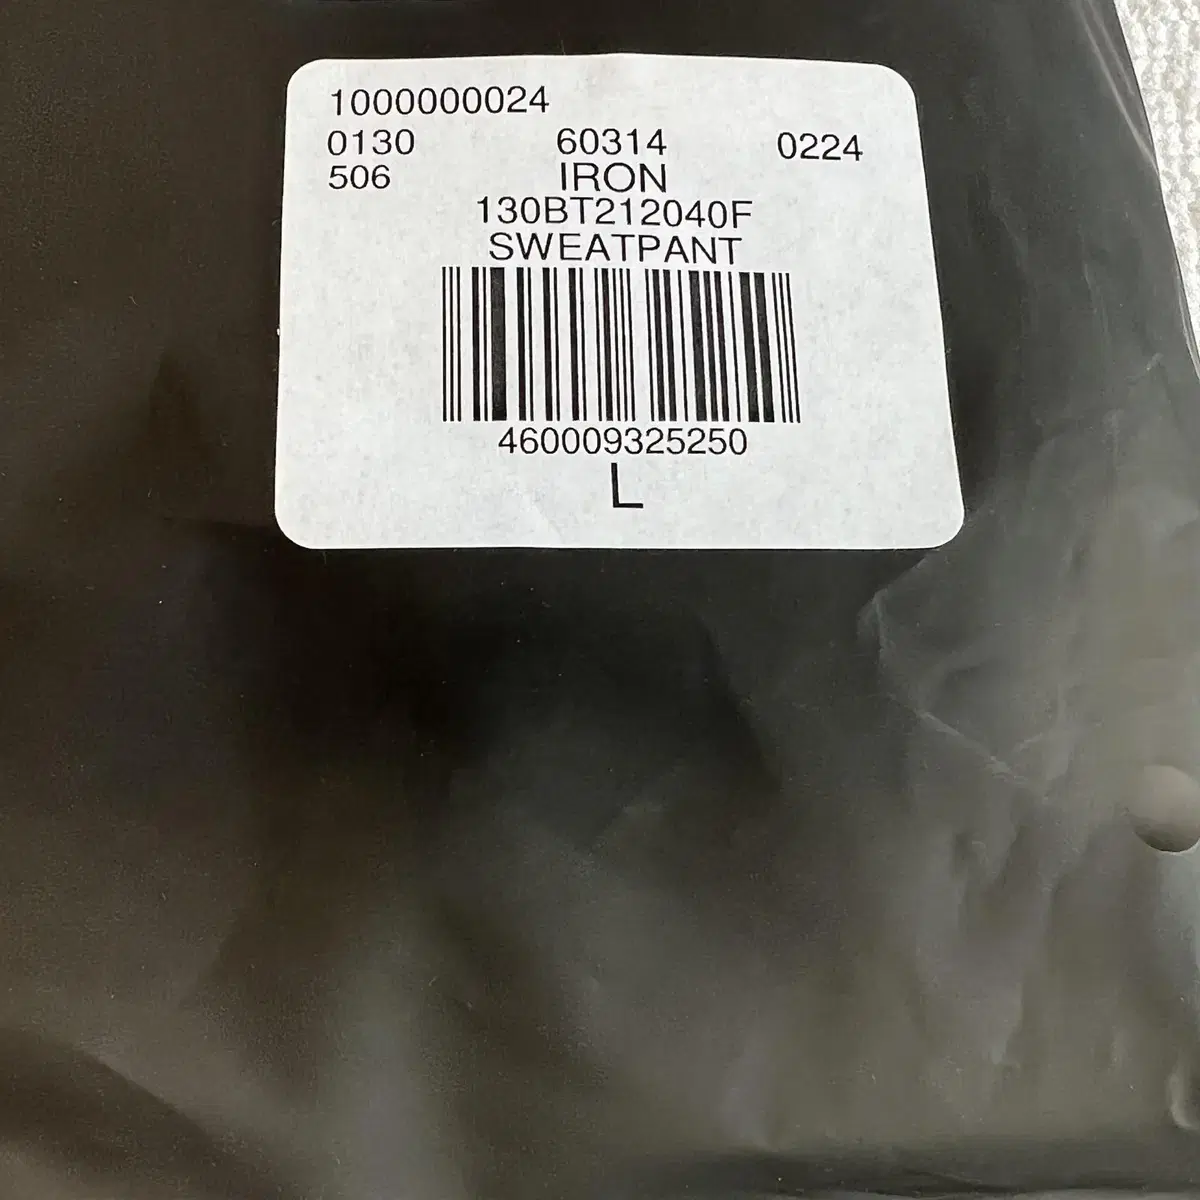 1000000024
0130 60314 0224
506 IRON
130BT212040F
SWEATPANT
460009325250
L